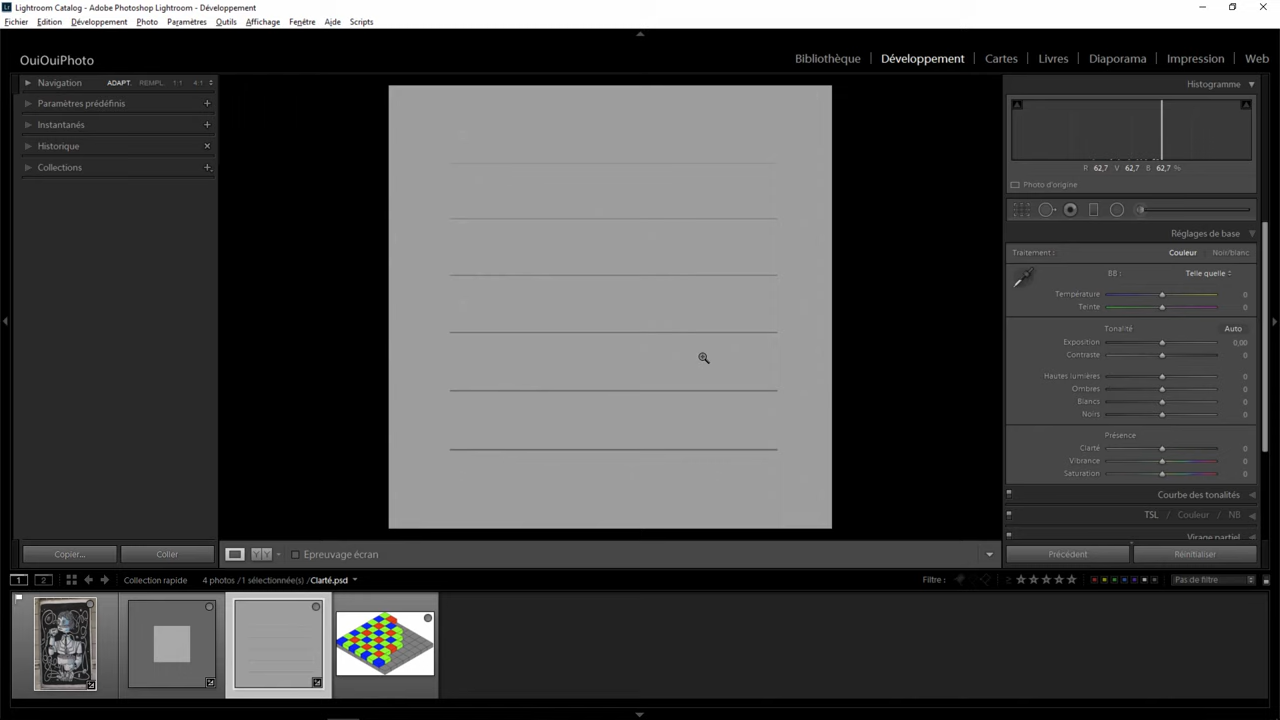 Lightroom Catalog - Adobe Photoshop Lightroom - Développement
Fichier Edition Développement Photo Paramètres Outils Affichage Fenêtre Aide Scripts
OuiOuiPhoto
Bibliothèque | Développement | Cartes | Livres | Diaporama | Impression | Web
Navigation ADAPT. REMPL. 1:1 4:1
Paramètres prédéfinis
Instantanés
Historique
Collections
Histogramme
R 62,7 V 62,7 B 62,7 %
Photo d'origine
Réglages de base
Traitement : Couleur Noir/blanc
BB : Telle quelle
Température 0
Teinte 0
Tonalité Auto
Exposition 0,00
Contraste 0
Hautes lumières 0
Ombres 0
Blancs 0
Noirs 0
Présence
Clarté 0
Vibrance 0
Saturation 0
Courbe des tonalités
TSL / Couleur / NB
Virage partiel
Copier... Coller
Epreuvage écran
Précédent Réinitialiser
1 2 Collection rapide 4 photos / 1 sélectionnée(s) / Clarté.psd
Filtre : Pas de filtre